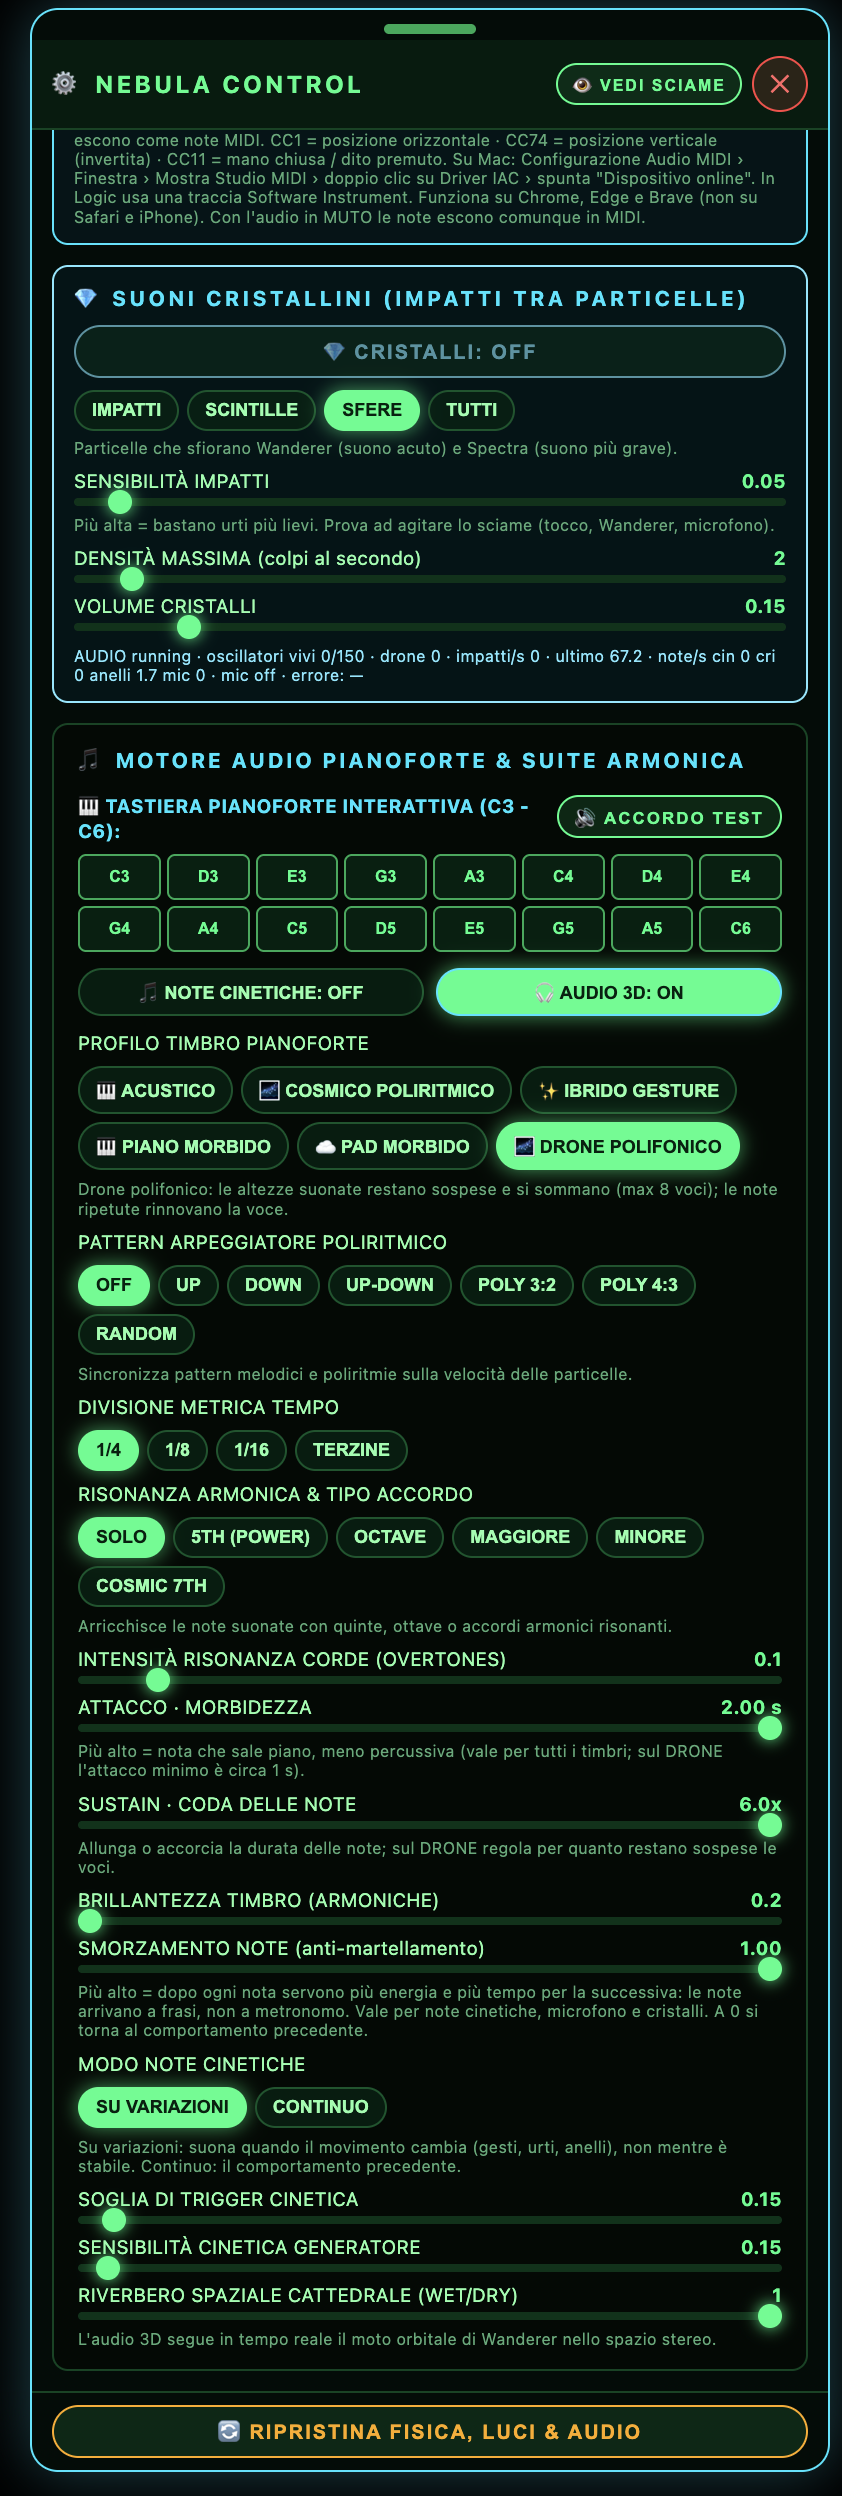 NEBULA CONTROL
VEDI SCIAME
escono come note MIDI. CC1 = posizione orizzontale · CC74 = posizione verticale
(invertita) · CC11 = mano chiusa / dito premuto. Su Mac: Configurazione Audio MIDI ›
Finestra › Mostra Studio MIDI › doppio clic su Driver IAC › spunta "Dispositivo online". In
Logic usa una traccia Software Instrument. Funziona su Chrome, Edge e Brave (non su
Safari e iPhone). Con l'audio in MUTO le note escono comunque in MIDI.
SUONI CRISTALLINI (IMPATTI TRA PARTICELLE)
CRISTALLI: OFF
IMPATTI SCINTILLE SFERE TUTTI
Particelle che sfiorano Wanderer (suono acuto) e Spectra (suono più grave).
SENSIBILITÀ IMPATTI 0.05
Più alta = bastano urti più lievi. Prova ad agitare lo sciame (tocco, Wanderer, microfono).
DENSITÀ MASSIMA (colpi al secondo) 2
VOLUME CRISTALLI 0.15
AUDIO running · oscillatori vivi 0/150 · drone 0 · impatti/s 0 · ultimo 67.2 · note/s cin 0 cri
0 anelli 1.7 mic 0 · mic off · errore: —
MOTORE AUDIO PIANOFORTE & SUITE ARMONICA
TASTIERA PIANOFORTE INTERATTIVA (C3 -
C6):
ACCORDO TEST
C3 D3 E3 G3 A3 C4 D4 E4
G4 A4 C5 D5 E5 G5 A5 C6
NOTE CINETICHE: OFF AUDIO 3D: ON
PROFILO TIMBRO PIANOFORTE
ACUSTICO COSMICO POLIRITMICO IBRIDO GESTURE
PIANO MORBIDO PAD MORBIDO DRONE POLIFONICO
Drone polifonico: le altezze suonate restano sospese e si sommano (max 8 voci); le note
ripetute rinnovano la voce.
PATTERN ARPEGGIATORE POLIRITMICO
OFF UP DOWN UP-DOWN POLY 3:2 POLY 4:3
RANDOM
Sincronizza pattern melodici e poliritmie sulla velocità delle particelle.
DIVISIONE METRICA TEMPO
1/4 1/8 1/16 TERZINE
RISONANZA ARMONICA & TIPO ACCORDO
SOLO 5TH (POWER) OCTAVE MAGGIORE MINORE
COSMIC 7TH
Arricchisce le note suonate con quinte, ottave o accordi armonici risonanti.
INTENSITÀ RISONANZA CORDE (OVERTONES) 0.1
ATTACCO · MORBIDEZZA 2.00 s
Più alto = nota che sale piano, meno percussiva (vale per tutti i timbri; sul DRONE
l'attacco minimo è circa 1 s).
SUSTAIN · CODA DELLE NOTE 6.0x
Allunga o accorcia la durata delle note; sul DRONE regola per quanto restano sospese le
voci.
BRILLANTEZZA TIMBRO (ARMONICHE) 0.2
SMORZAMENTO NOTE (anti-martellamento) 1.00
Più alto = dopo ogni nota servono più energia e più tempo per la successiva: le note
arrivano a frasi, non a metronomo. Vale per note cinetiche, microfono e cristalli. A 0 si
torna al comportamento precedente.
MODO NOTE CINETICHE
SU VARIAZIONI CONTINUO
Su variazioni: suona quando il movimento cambia (gesti, urti, anelli), non mentre è
stabile. Continuo: il comportamento precedente.
SOGLIA DI TRIGGER CINETICA 0.15
SENSIBILITÀ CINETICA GENERATORE 0.15
RIVERBERO SPAZIALE CATTEDRALE (WET/DRY) 1
L'audio 3D segue in tempo reale il moto orbitale di Wanderer nello spazio stereo.
RIPRISTINA FISICA, LUCI & AUDIO